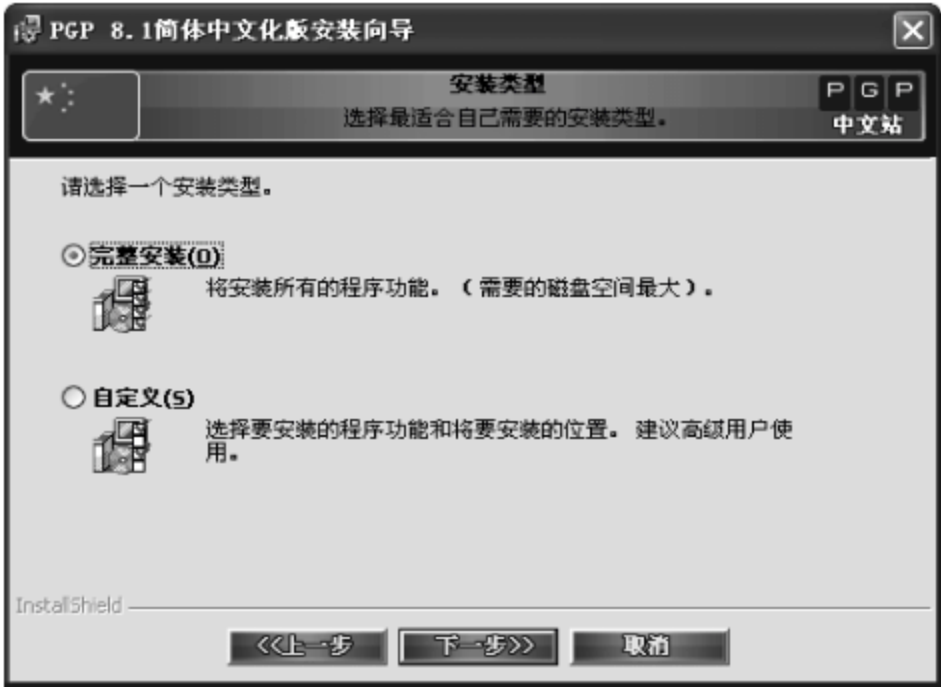 PGP 8.1简体中文化版安装向导
安装类型
选择最适合自己需要的安装类型。
P G P
中文站
请选择一个安装类型。
完整安装(O)
将安装所有的程序功能。（需要的磁盘空间最大）.
自定义(S)
选择要安装的程序功能和将要安装的位置。 建议高级用户使
用。
InstallShield
<<上一步
下一步>>
取消